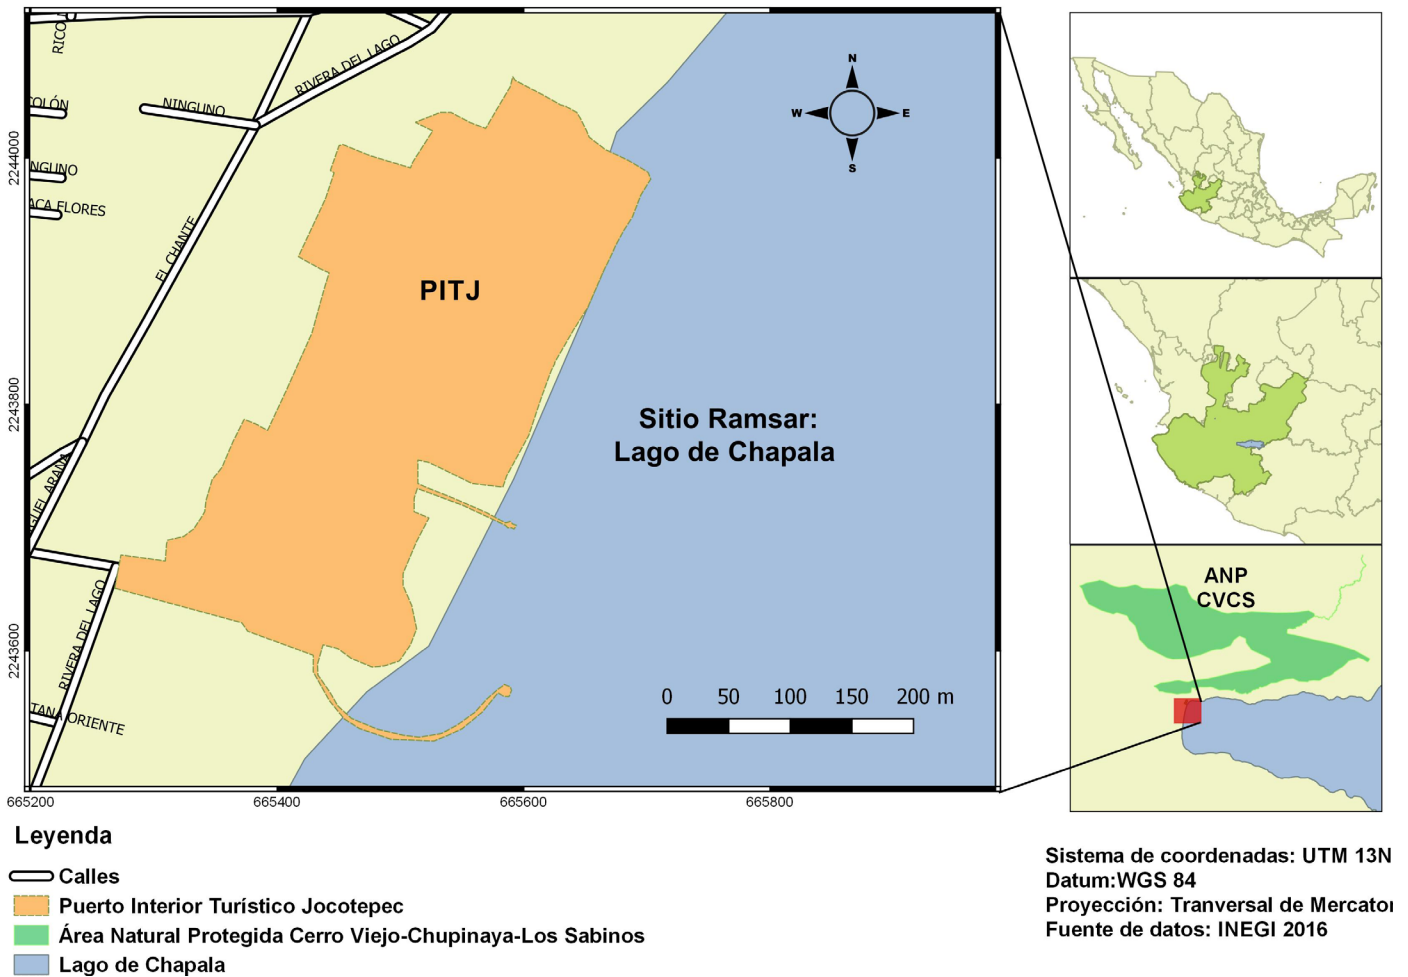 RICO
RIVERA DEL LAGO
COLÓN
NINGUNO
NGUNO
ACA FLORES
EL CHANTE
GUEL ARANA
RIVERA DEL LAGO
TANA ORIENTE
N
W
E
S
PITJ
Sitio Ramsar:
Lago de Chapala
0 50 100 150 200 m
2244000
2243800
2243600
665200 665400 665600 665800
ANP
CVCS
Leyenda
Calles
Puerto Interior Turístico Jocotepec
Área Natural Protegida Cerro Viejo-Chupinaya-Los Sabinos
Lago de Chapala
Sistema de coordenadas: UTM 13N
Datum:WGS 84
Proyección: Tranversal de Mercator
Fuente de datos: INEGI 2016